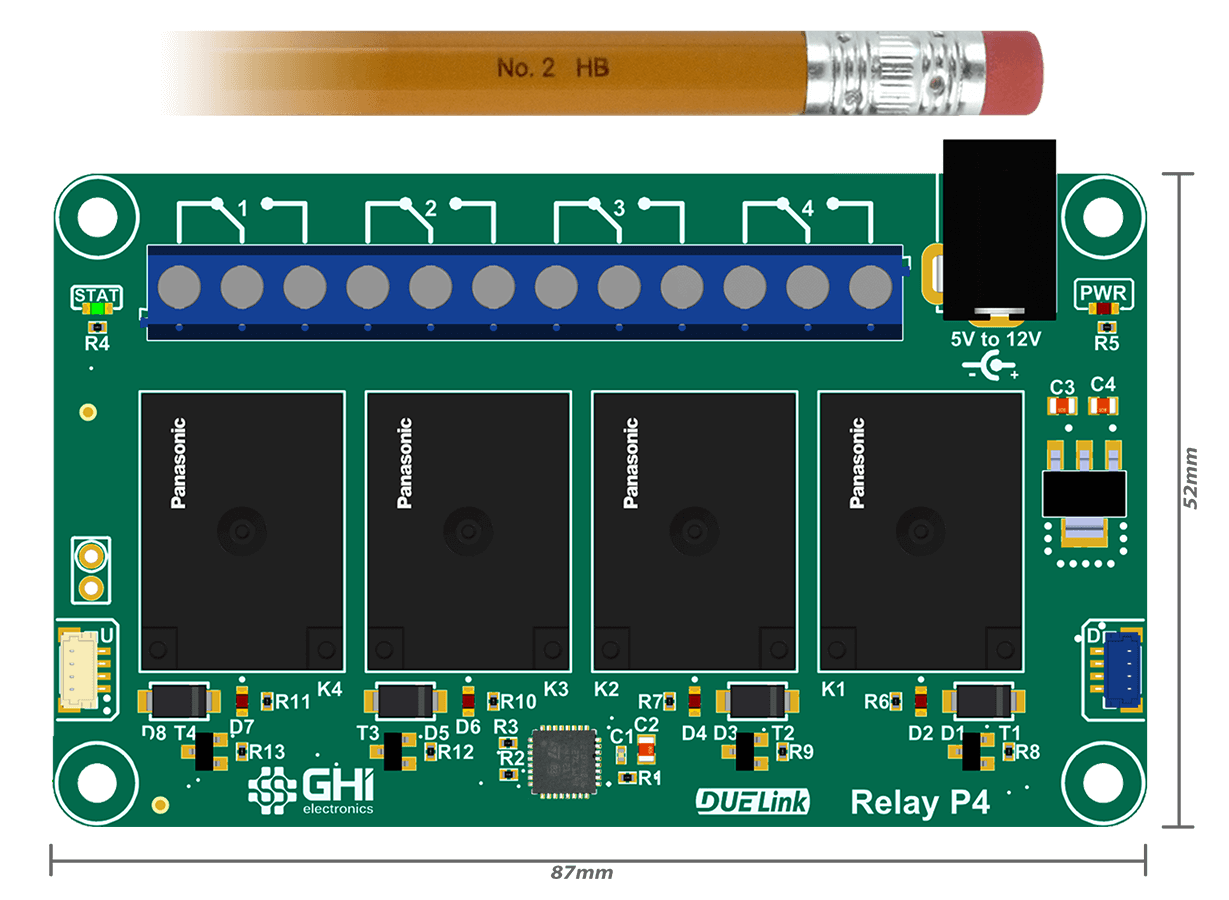 No. 2 HB
1
2
3
4
STAT
R4
PWR
R5
5V to 12V
- +
C3 C4
Panasonic
Panasonic
Panasonic
Panasonic
52mm
U
D
K4
K3
K2
K1
R11
R10
R7
R6
D8 T4 D7
T3 D5 D6
R3
C2
C1
D4 D3 T2
D2 D1 T1
R13
R12
R2
R1
R9
R8
GHI
electronics
DUELink
Relay P4
87mm